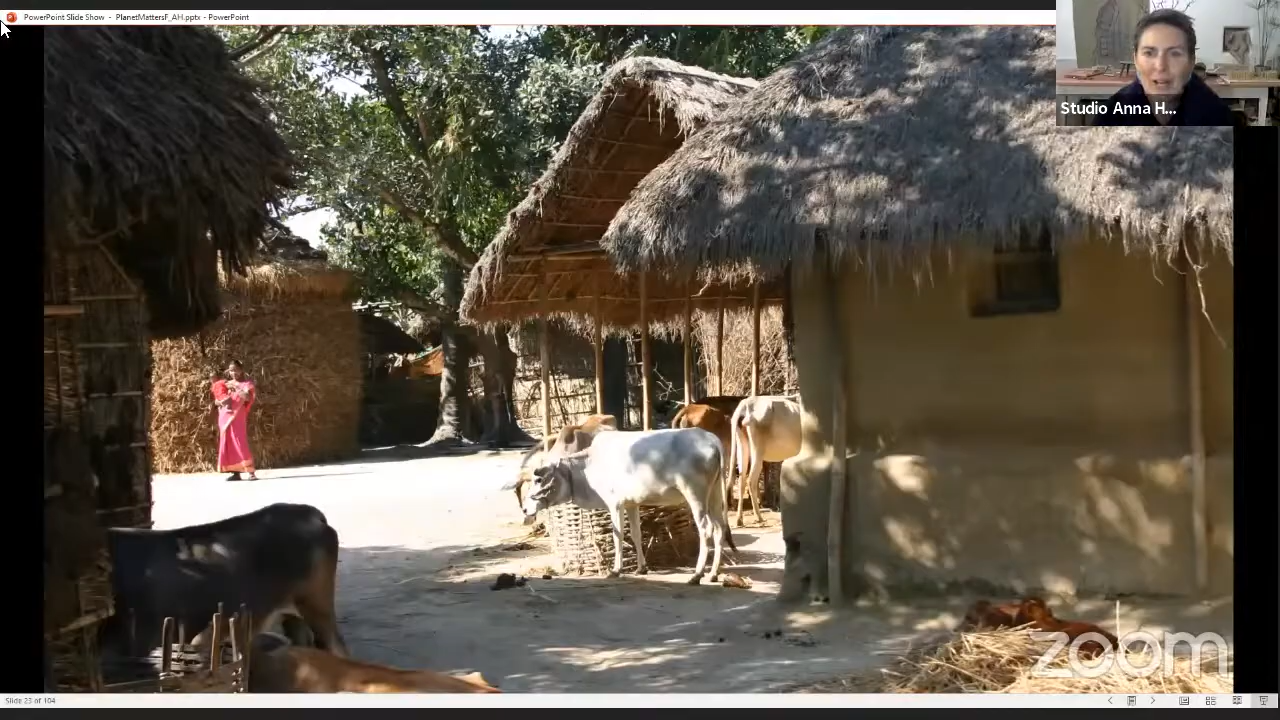 PowerPoint Slide Show - PlanetMattersF_AH.pptx - PowerPoint
Studio Anna H...
zoom
Slide 23 of 104